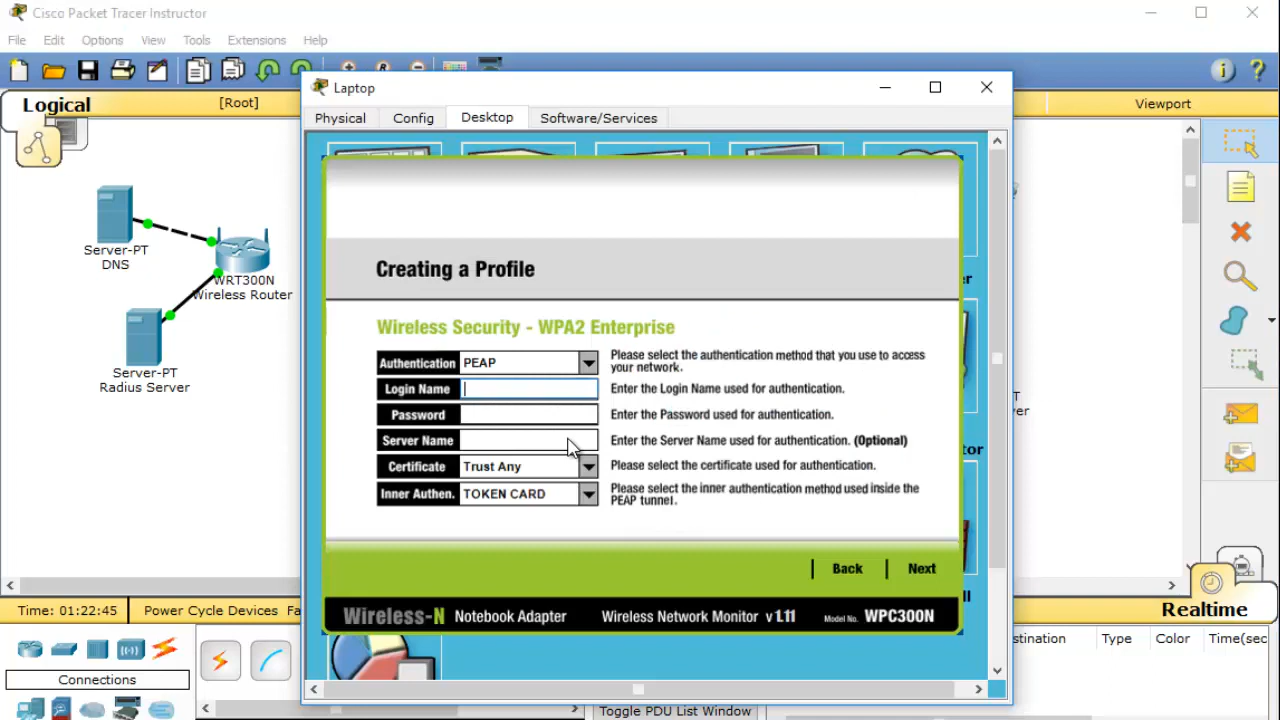 Cisco Packet Tracer Instructor
File Edit Options View Tools Extensions Help
Logical
[Root]
Viewport
Laptop
Physical Config Desktop Software/Services
Server-PT
DNS
WRT300N
Wireless Router
Server-PT
Radius Server
Creating a Profile
Wireless Security - WPA2 Enterprise
Authentication PEAP Please select the authentication method that you use to access
your network.
Login Name Enter the Login Name used for authentication.
Password Enter the Password used for authentication.
Server Name Enter the Server Name used for authentication. (Optional)
Certificate Trust Any Please select the certificate used for authentication.
Inner Authen. TOKEN CARD Please select the inner authentication method used inside the
PEAP tunnel.
Back Next
Wireless-N Notebook Adapter Wireless Network Monitor v 1.11 Model No. WPC300N
Time: 01:22:45 Power Cycle Devices Fa
Realtime
Connections
stination Type Color Time(sec
Toggle PDU List Window